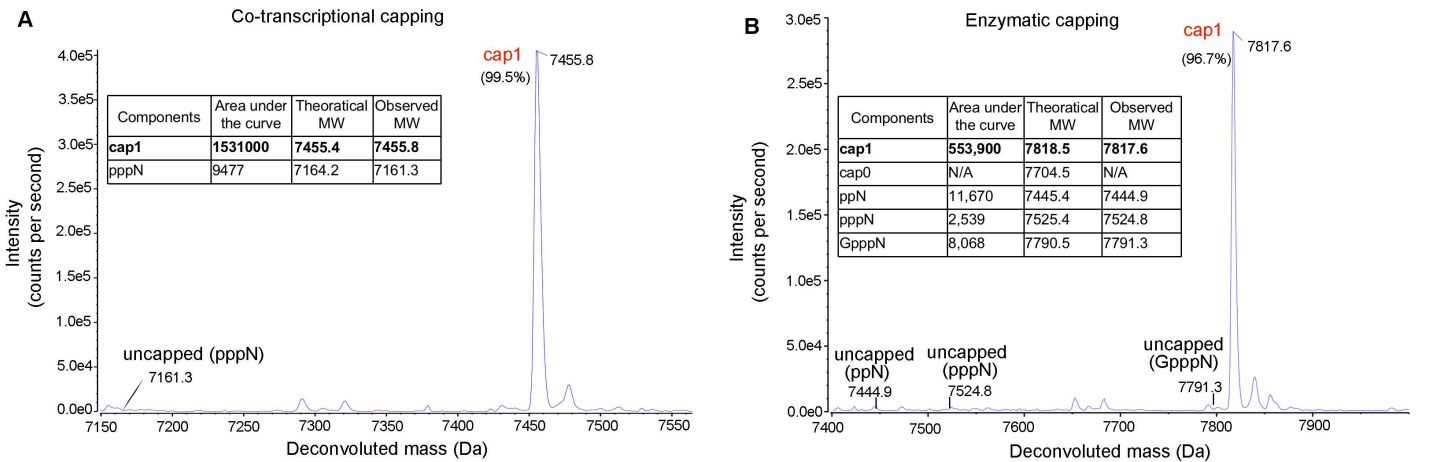 A
Co-transcriptional capping
Intensity
(counts per second)
4.0e5
3.5e5
3.0e5
2.5e5
2.0e5
1.5e5
1.0e5
5.0e4
0.0e0
cap1
(99.5%)
7455.8
Components Area under the curve Theoratical MW Observed MW
cap1 1531000 7455.4 7455.8
pppN 9477 7164.2 7161.3
uncapped (pppN)
7161.3
7150 7200 7250 7300 7350 7400 7450 7500 7550
Deconvoluted mass (Da)
B
Enzymatic capping
Intensity
(counts per second)
3.0e5
2.5e5
2.0e5
1.5e5
1.0e5
5.0e4
0.0e0
cap1
(96.7%)
7817.6
Components Area under the curve Theoratical MW Observed MW
cap1 553,900 7818.5 7817.6
cap0 N/A 7704.5 N/A
ppN 11,670 7445.4 7444.9
pppN 2,539 7525.4 7524.8
GpppN 8,068 7790.5 7791.3
uncapped
(ppN)
7444.9
uncapped
(pppN)
7524.8
uncapped
(GpppN)
7791.3
7400 7500 7600 7700 7800 7900
Deconvoluted mass (Da)